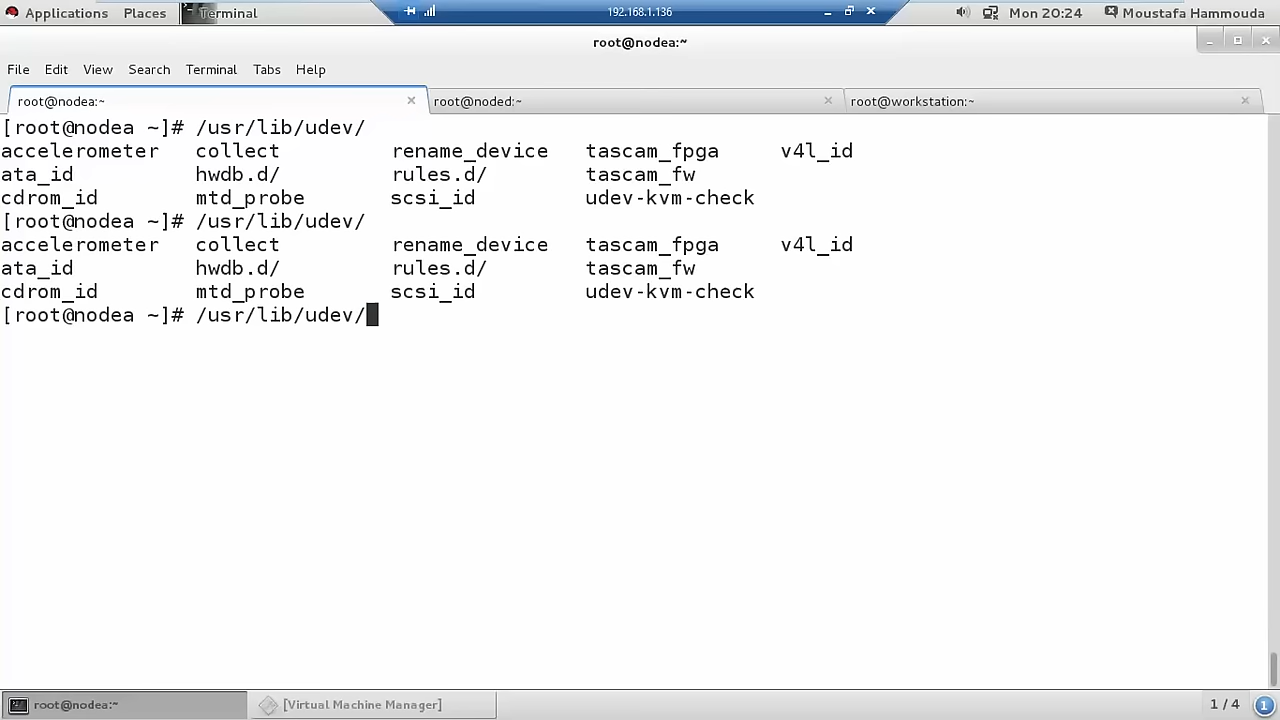 Applications Places Terminal 192.168.1.136 Mon 20:24 Moustafa Hammouda
root@nodea:~
File Edit View Search Terminal Tabs Help
root@nodea:~ root@noded:~ root@workstation:~
[root@nodea ~]# /usr/lib/udev/
accelerometer collect rename_device tascam_fpga v4l_id
ata_id hwdb.d/ rules.d/ tascam_fw
cdrom_id mtd_probe scsi_id udev-kvm-check
[root@nodea ~]# /usr/lib/udev/
accelerometer collect rename_device tascam_fpga v4l_id
ata_id hwdb.d/ rules.d/ tascam_fw
cdrom_id mtd_probe scsi_id udev-kvm-check
[root@nodea ~]# /usr/lib/udev/
root@nodea:~ [Virtual Machine Manager] 1 / 4 1